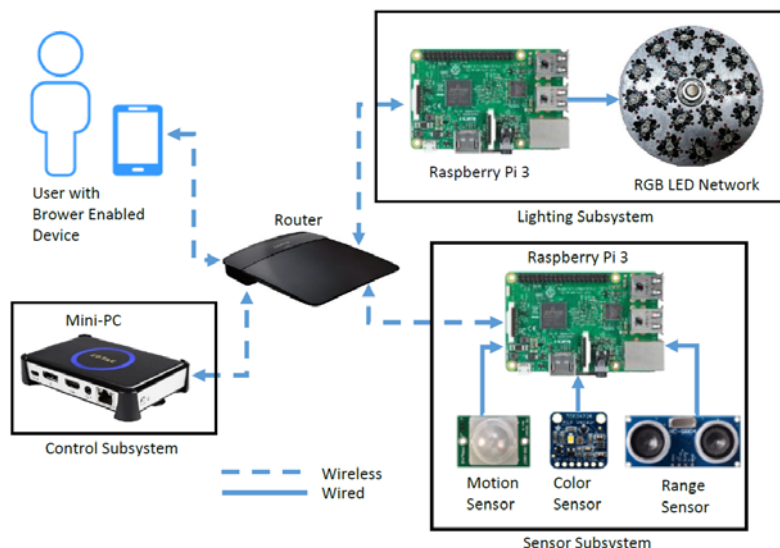 User with
Brower Enabled
Device
Router
Raspberry Pi 3
RGB LED Network
Lighting Subsystem
Mini-PC
Control Subsystem
Raspberry Pi 3
Motion
Sensor
Color
Sensor
Range
Sensor
Sensor Subsystem
Wireless
Wired